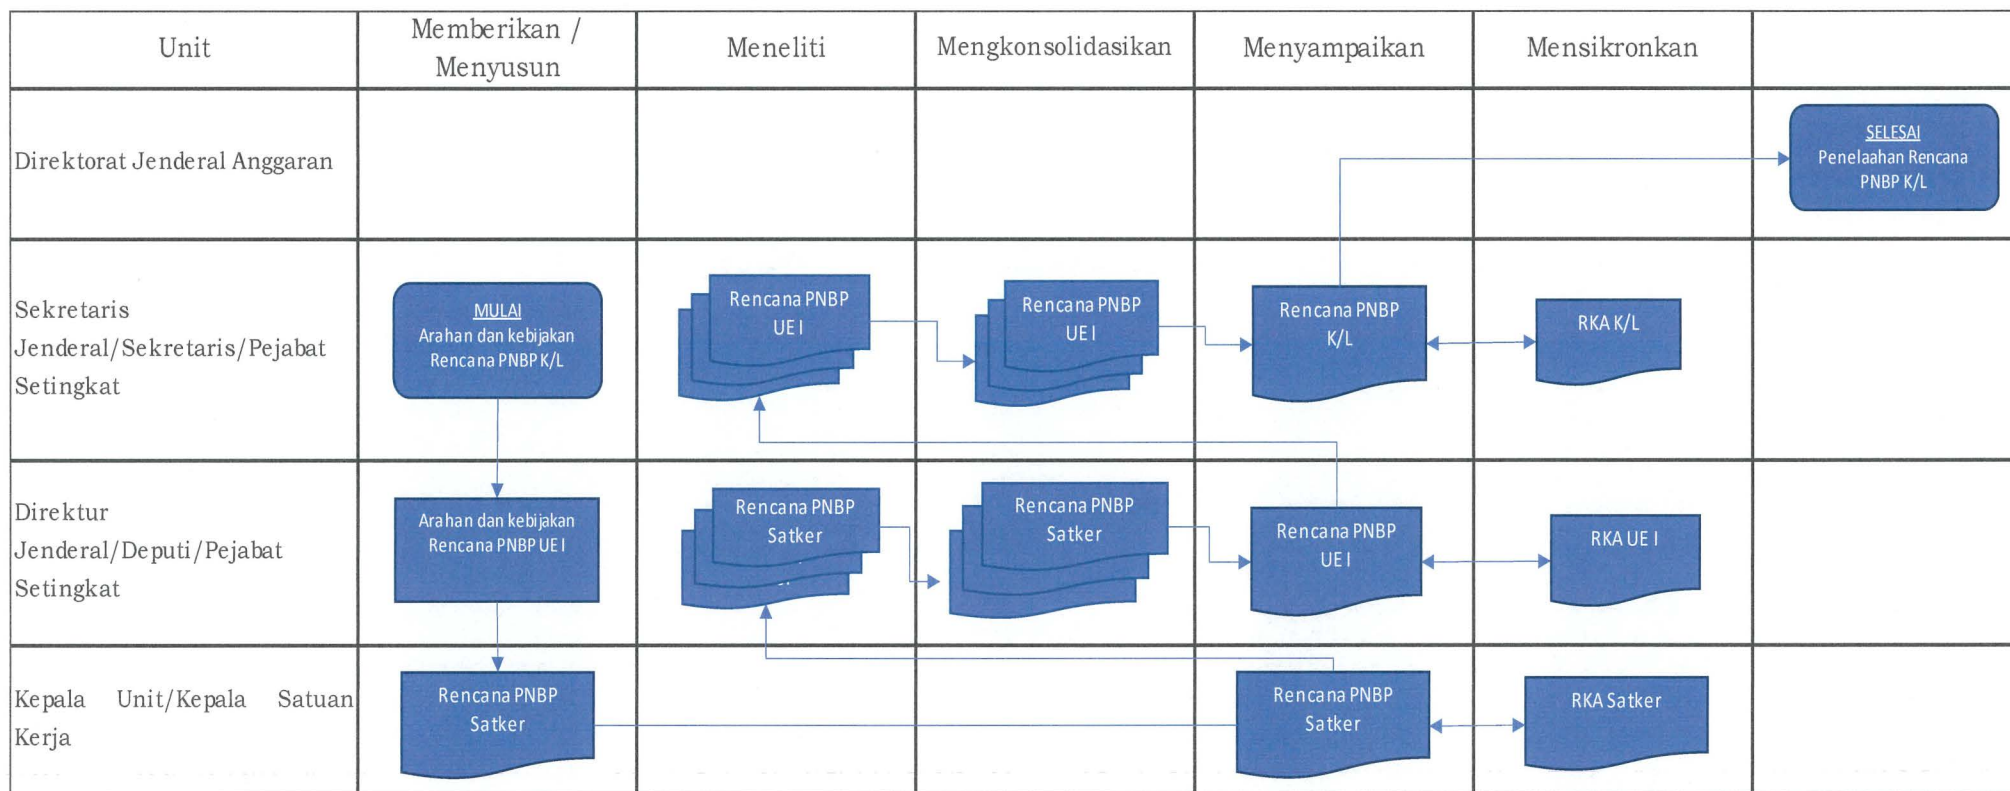 Unit
Memberikan /
Menyusun
Meneliti
Mengkonsolidasikan
Menyampaikan
Mensikronkan
Direktorat Jenderal Anggaran
SELESAI
Penelaahan Rencana
PNBP K/L
Sekretaris
Jenderal/Sekretaris/Pejabat
Setingkat
MULAI
Arahan dan kebijakan
Rencana PNBP K/L
Rencana PNBP
UE I
Rencana PNBP
UE I
Rencana PNBP
K/L
RKA K/L
Direktur
Jenderal/Deputi/Pejabat
Setingkat
Arahan dan kebijakan
Rencana PNBP UE I
Rencana PNBP
Satker
Rencana PNBP
Satker
Rencana PNBP
UE I
RKA UE I
Kepala Unit/Kepala Satuan
Kerja
Rencana PNBP
Satker
Rencana PNBP
Satker
RKA Satker